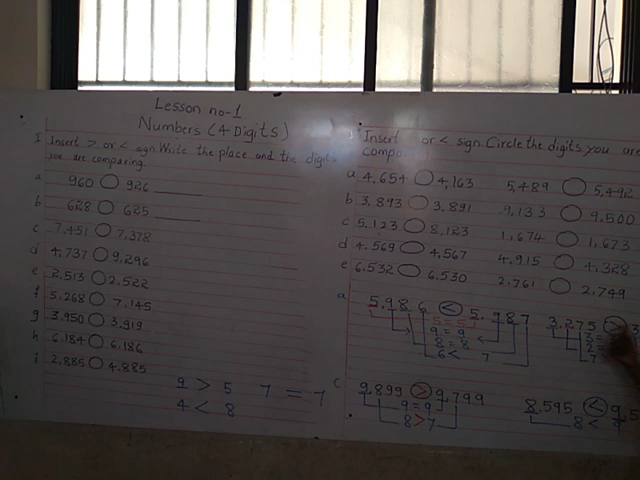 Lesson no-1
Numbers (4 Digits)
I Insert > or < sign. Write the place and the digits
you are comparing.
a 960 ○ 926 ______
b 628 ○ 625 ______
c 7,451 ○ 7,378
d 4,737 ○ 9,296
e 2,513 ○ 2,522
f 5,268 ○ 7,145
g 3,950 ○ 3,919
h 6,184 ○ 6,186
i 2,885 ○ 4,885
9 > 5 7 = 7
4 < 8
Insert or < sign. Circle the digits you are
a 4,654 ○ 4,163 5,489 ○ 5,492
b 3,893 ○ 3,891 9,133 ○ 9,500
c 5,123 ○ 8,123 1,674 ○ 1,673
d 4,569 ○ 4,567 4,915 ○ 4,328
e 6,532 ○ 6,530 2,761 ○ 2,749
a 5,986 < 5,987 3,275 >
5 = 5
9 = 9
8 = 8
6 < 7
c 9,899 > 9,799 8,595 < 9,5
9 = 9
8 > 7 8 <